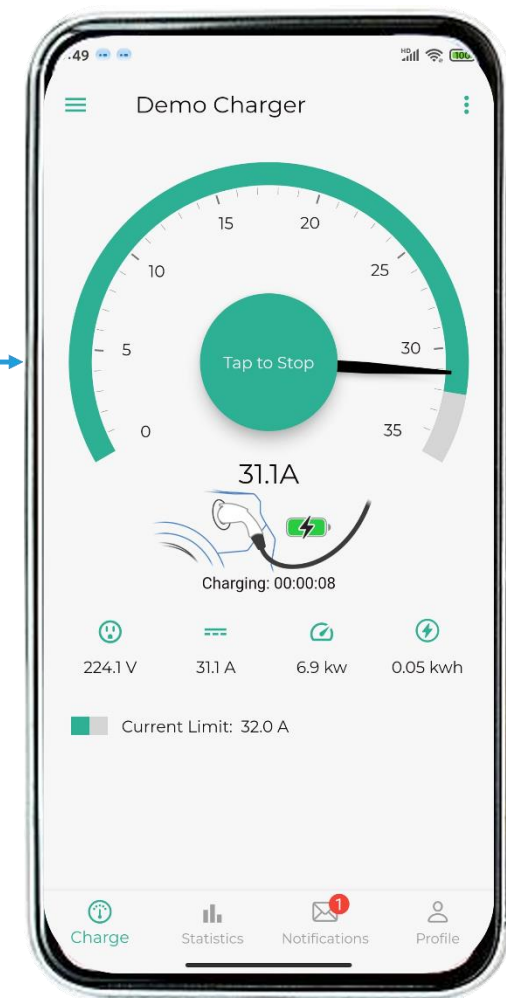 :49
HD
100
Demo Charger
0
5
10
15
20
25
30
35
Tap to Stop
31.1A
Charging: 00:00:08
224.1 V 31.1 A 6.9 kw 0.05 kwh
Current Limit: 32.0 A
1
Charge Statistics Notifications Profile